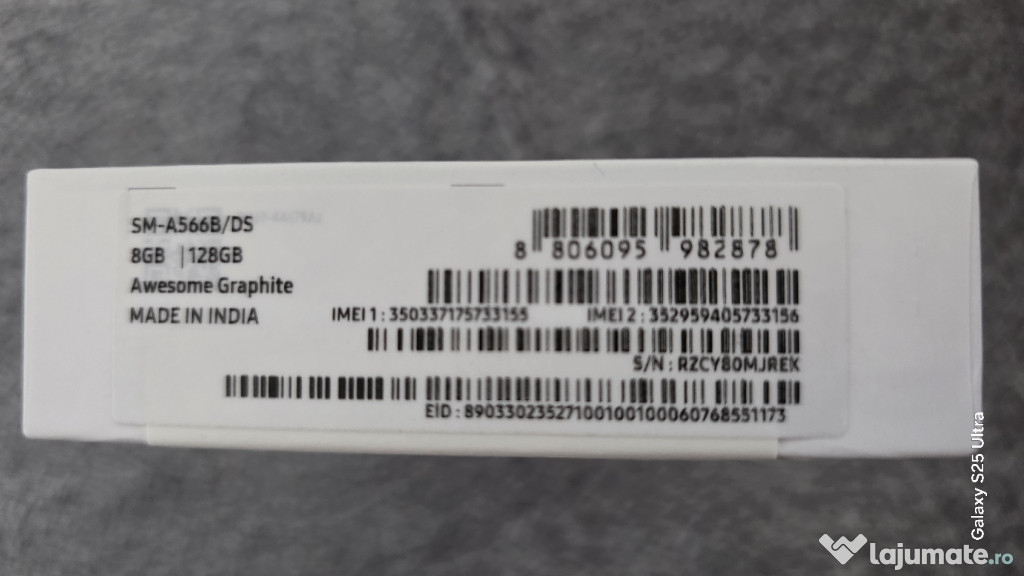 SM-A566B/DS
8GB | 128GB
Awesome Graphite
MADE IN INDIA
8 806095 982878
IMEI 1 : 350337175733155 IMEI 2 : 352959405733156
S/N : RZCY80MJREK
EID : 89033023527100100100060768551173
Galaxy S25 Ultra
lajumate.ro